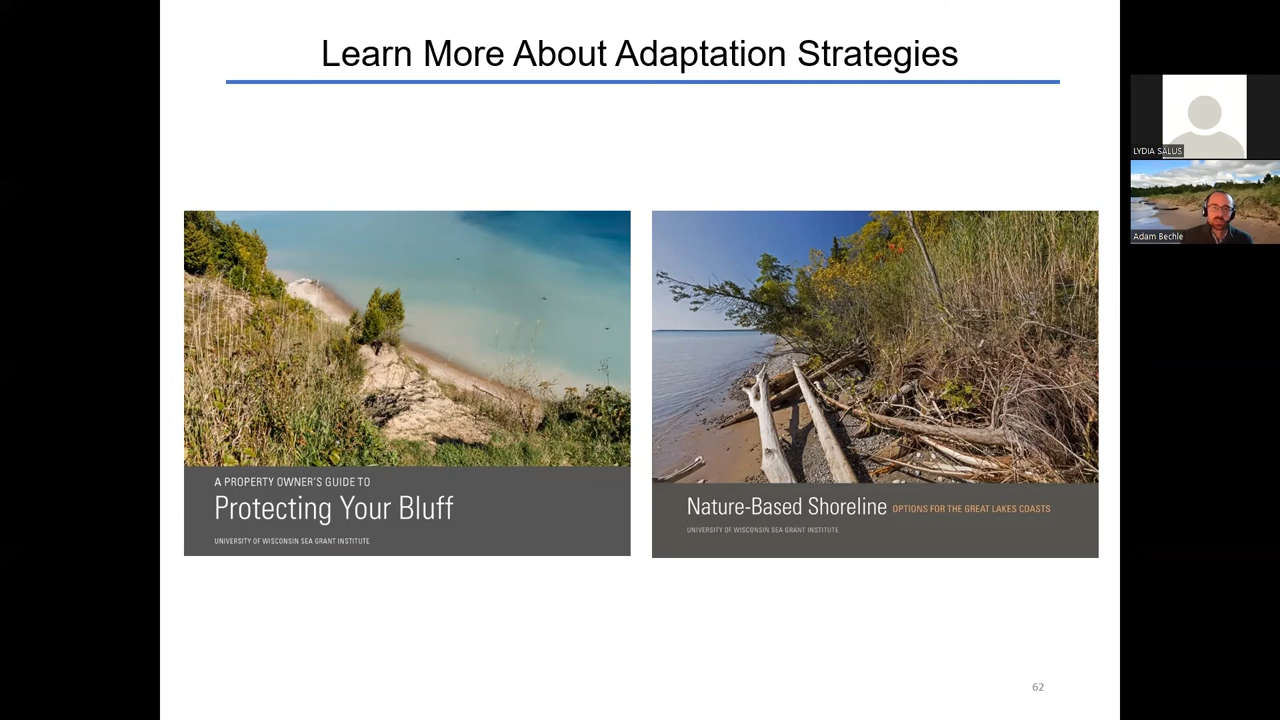 Learn More About Adaptation Strategies
A PROPERTY OWNER'S GUIDE TO
Protecting Your Bluff
UNIVERSITY OF WISCONSIN SEA GRANT INSTITUTE
Nature-Based Shoreline OPTIONS FOR THE GREAT LAKES COASTS
UNIVERSITY OF WISCONSIN SEA GRANT INSTITUTE
62
LYDIA SALUS
Adam Bechle